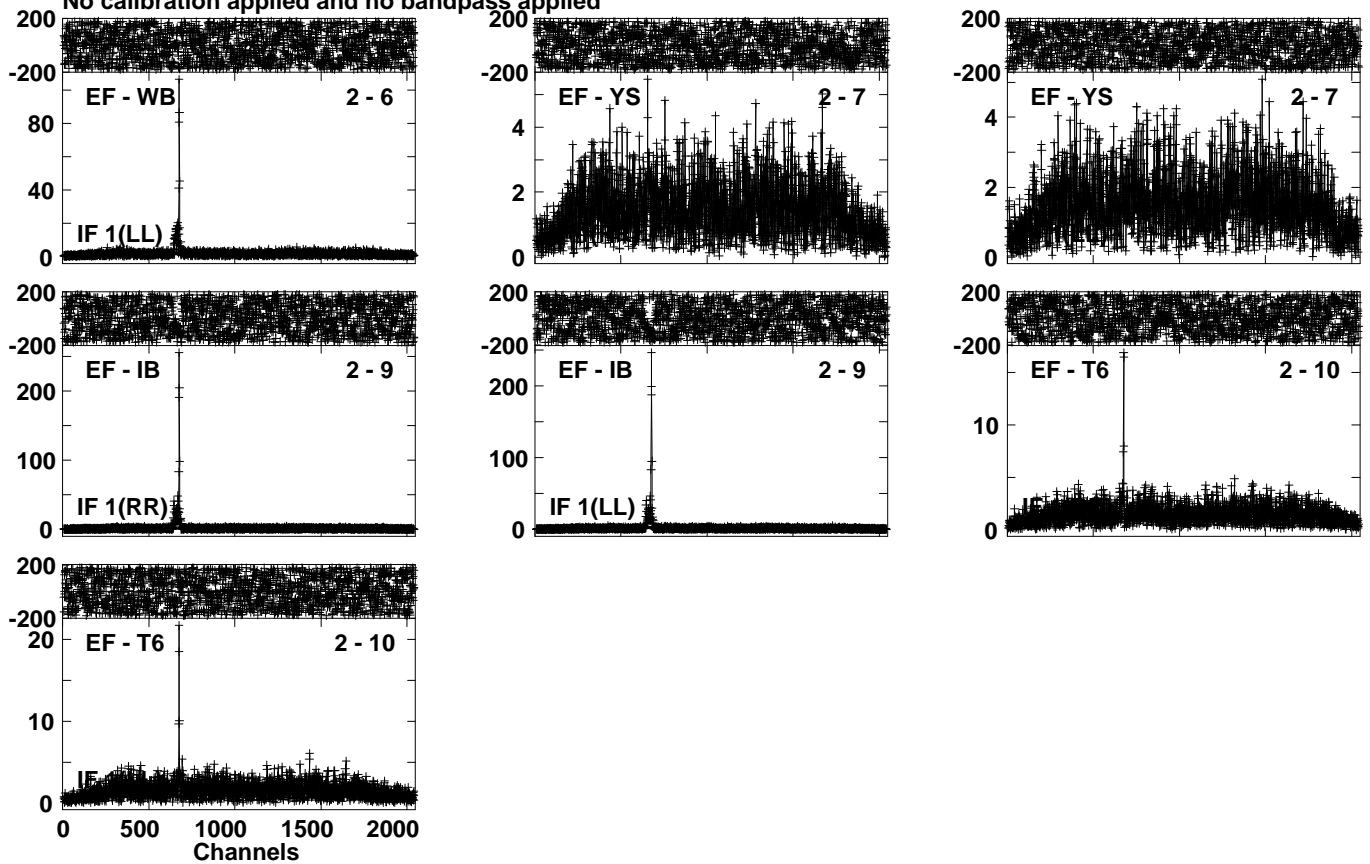 No calibration applied and no bandpass applied
200
-200
EF - WB 2 - 6
80
40
0
IF 1(LL)
200
-200
EF - YS 2 - 7
4
2
0
200
-200
EF - YS 2 - 7
4
2
0
200
-200
EF - IB 2 - 9
200
100
0
IF 1(RR)
200
-200
EF - IB 2 - 9
200
100
0
IF 1(LL)
200
-200
EF - T6 2 - 10
10
0
200
-200
EF - T6 2 - 10
20
10
0
0 500 1000 1500 2000
Channels